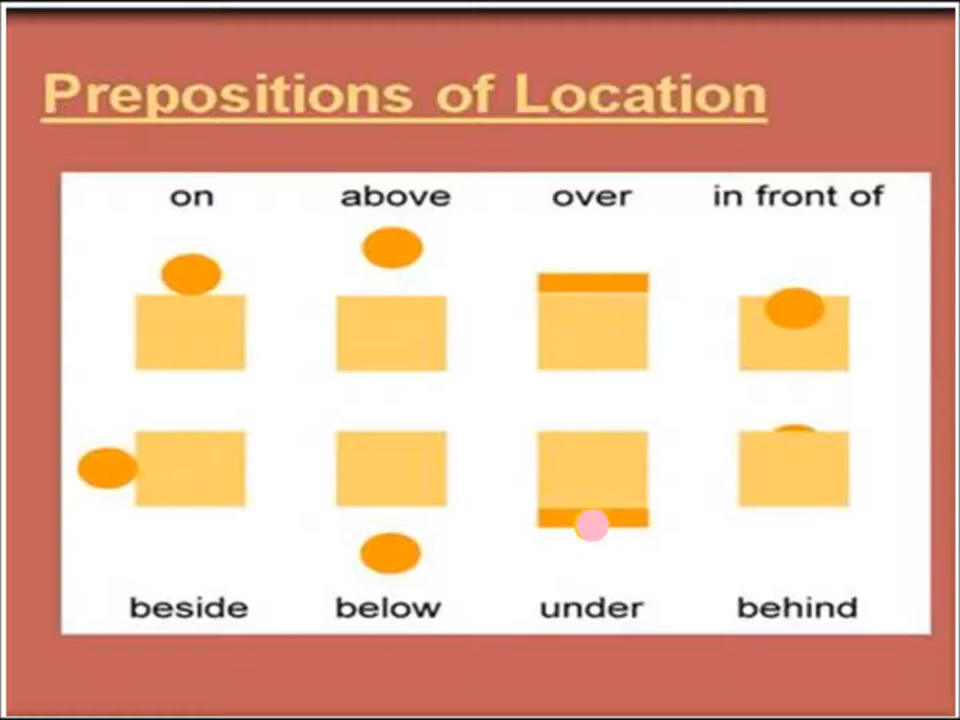 Prepositions of Location
on above over in front of
beside below under behind